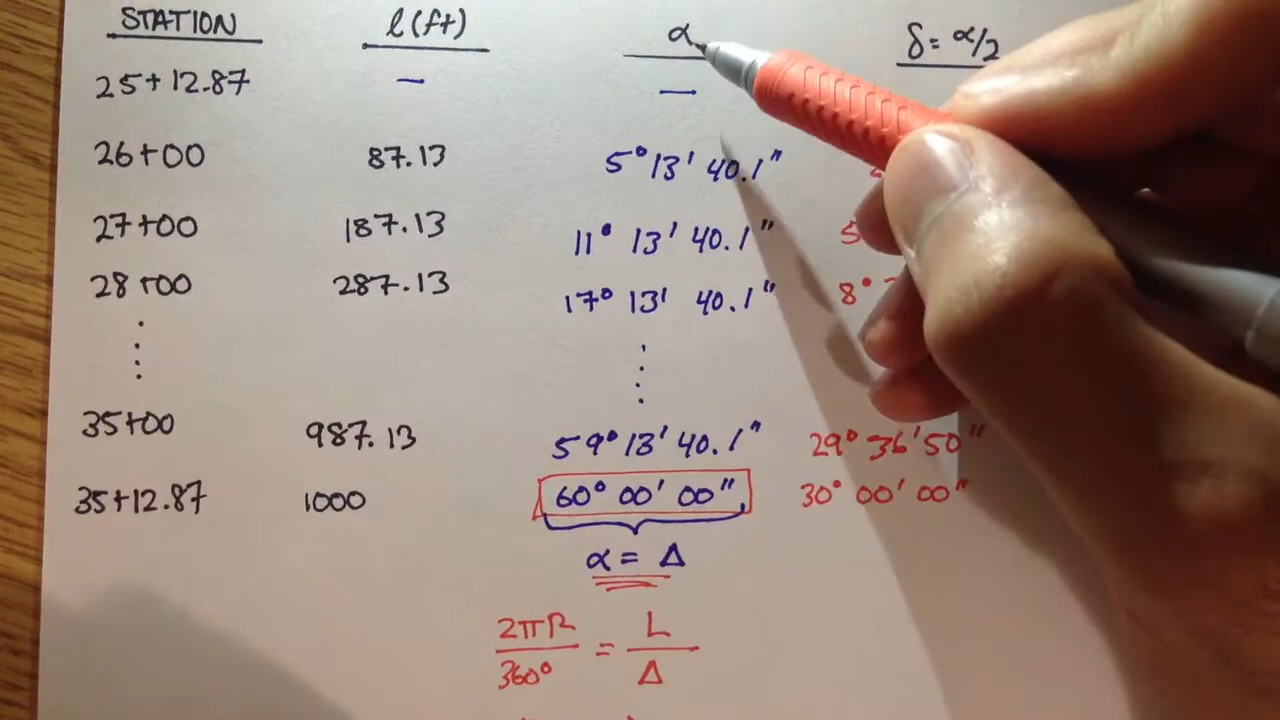 STATION l(ft) α δ = α/2
25+12.87 — —
26+00 87.13 5° 13' 40.1"
27+00 187.13 11° 13' 40.1" 5
28+00 287.13 17° 13' 40.1" 8°
35+00 987.13 59° 13' 40.1" 29° 36' 50"
35+12.87 1000 60° 00' 00" 30° 00' 00"
α = Δ
2πR/360° = L/Δ